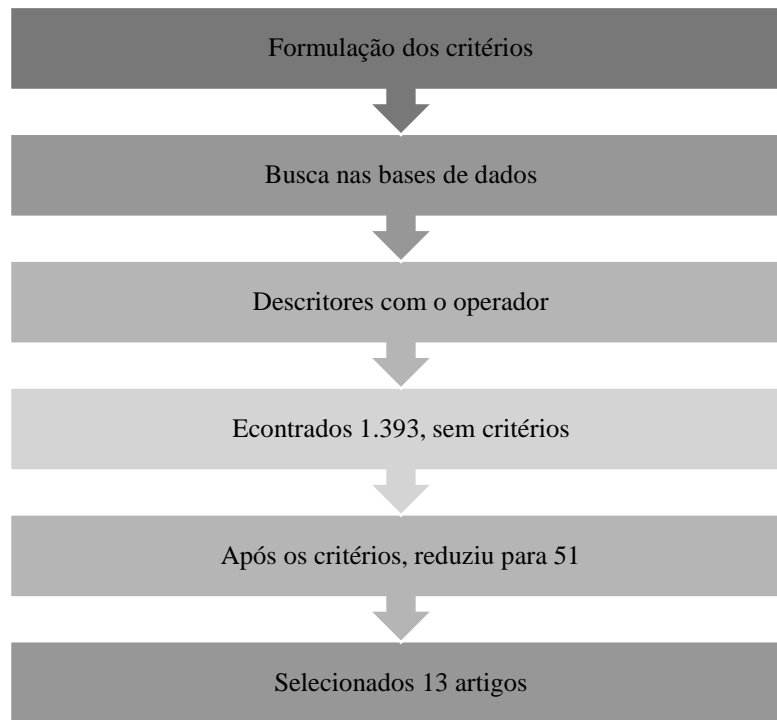 Formulação dos critérios
Busca nas bases de dados
Descritores com o operador
Econtrados 1.393, sem critérios
Após os critérios, reduziu para 51
Selecionados 13 artigos